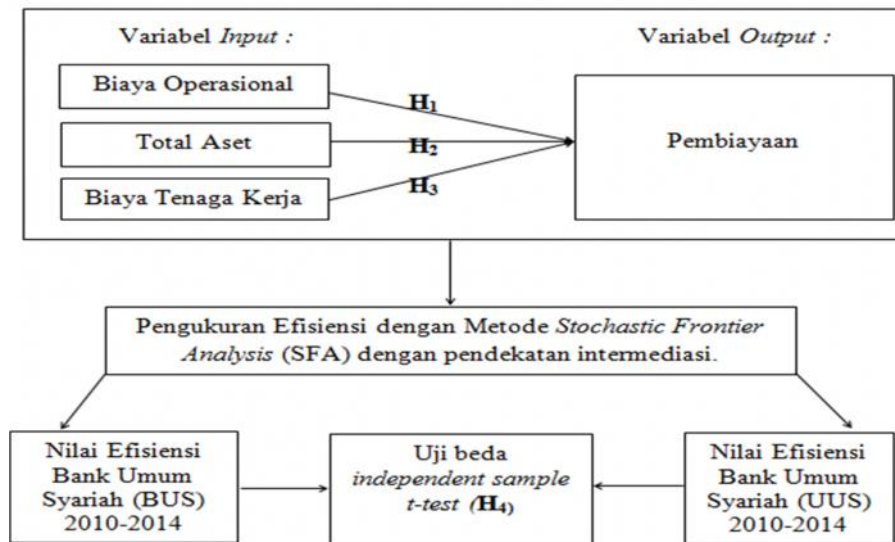 Variabel Input :
Variabel Output :
Biaya Operasional
Total Aset
Biaya Tenaga Kerja
H1
H2
H3
Pembiayaan
Pengukuran Efisiensi dengan Metode Stochastic Frontier
Analysis (SFA) dengan pendekatan intermediasi.
Nilai Efisiensi
Bank Umum
Syariah (BUS)
2010-2014
Uji beda
independent sample
t-test (H4)
Nilai Efisiensi
Bank Umum
Syariah (UUS)
2010-2014